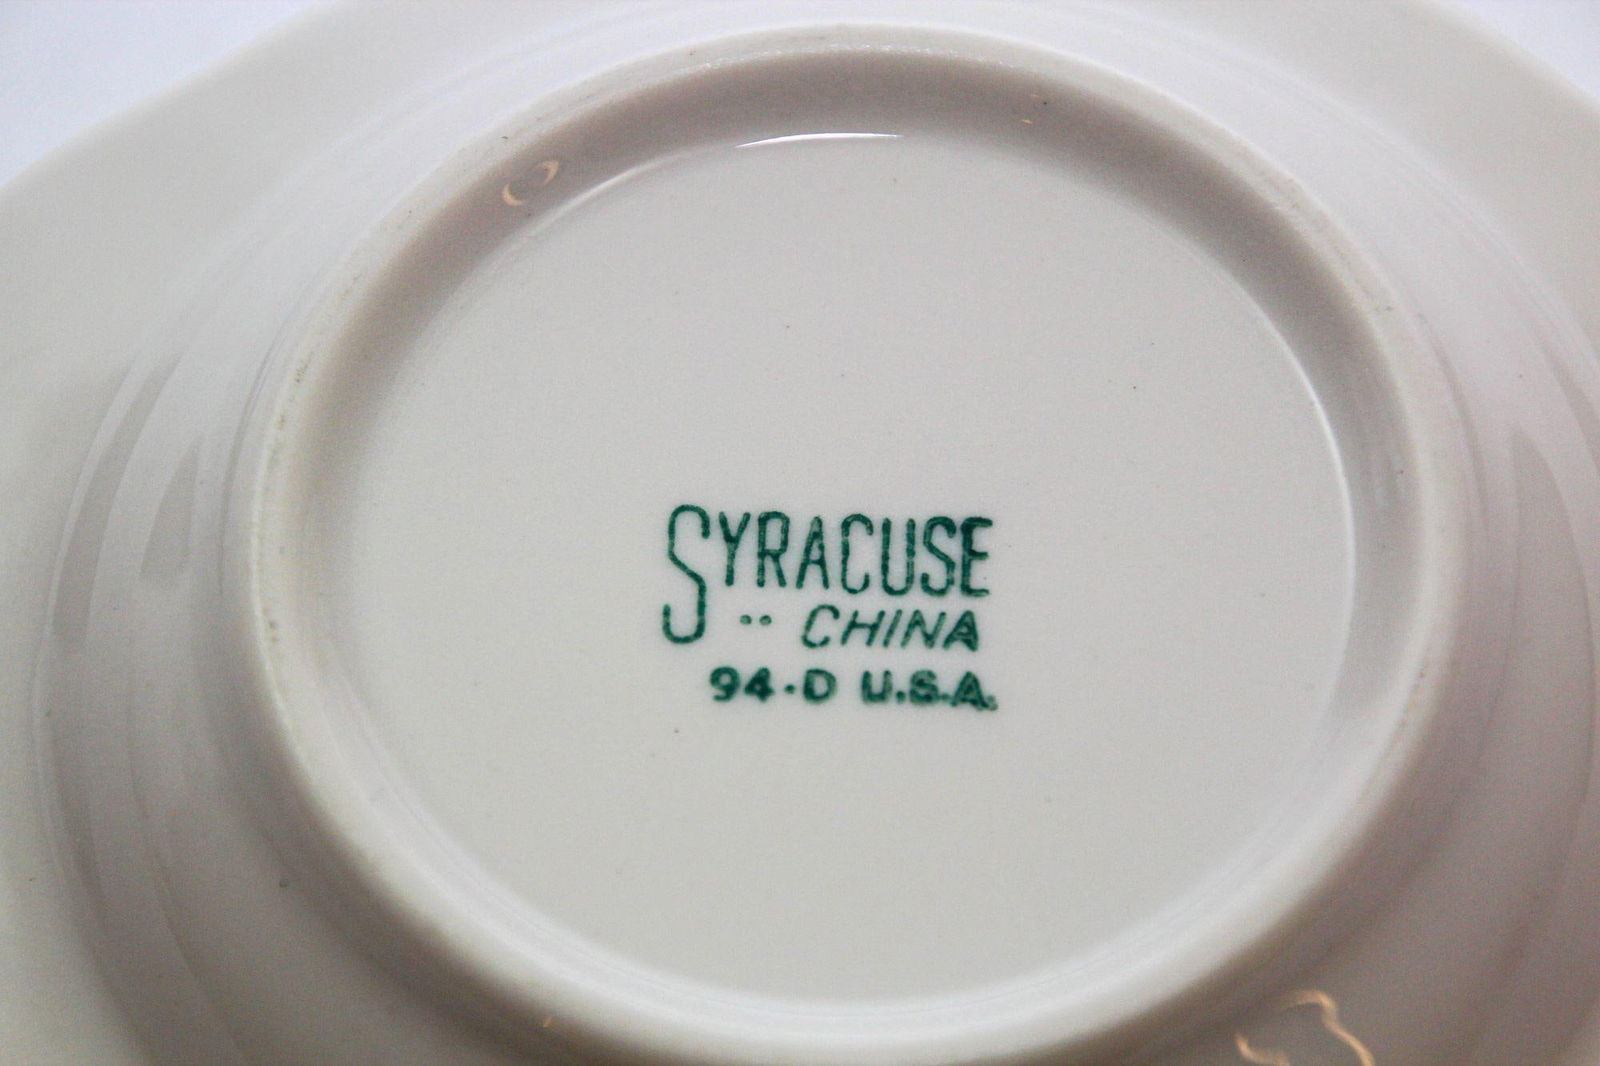 SYRACUSE
·· CHINA
94·D U.S.A.